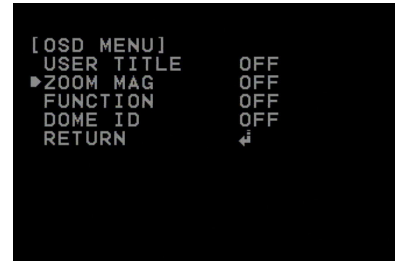 [OSD MENU]
USER TITLE OFF
ZOOM MAG OFF
FUNCTION OFF
DOME ID OFF
RETURN